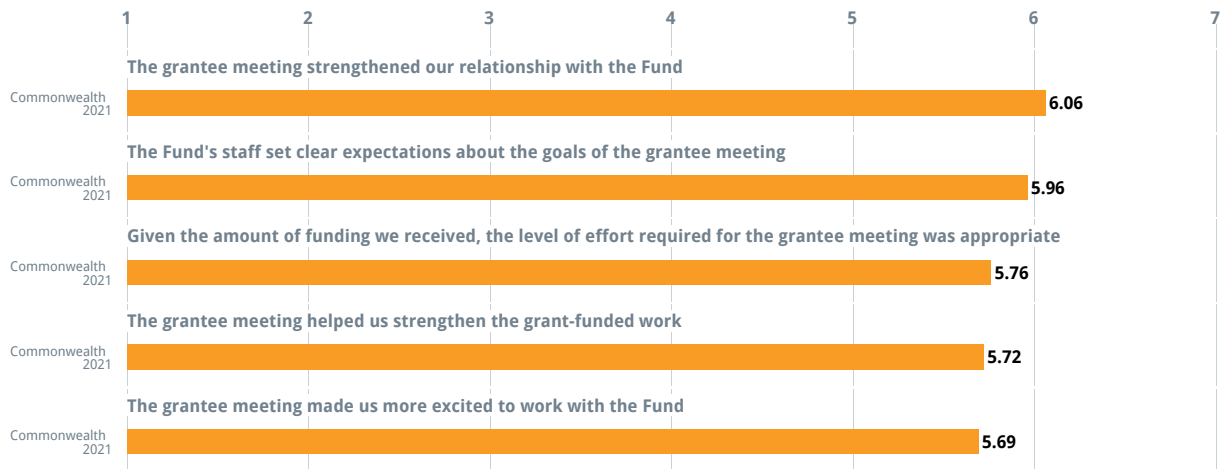 1 2 3 4 5 6 7
The grantee meeting strengthened our relationship with the Fund
Commonwealth
2021
6.06
The Fund's staff set clear expectations about the goals of the grantee meeting
Commonwealth
2021
5.96
Given the amount of funding we received, the level of effort required for the grantee meeting was appropriate
Commonwealth
2021
5.76
The grantee meeting helped us strengthen the grant-funded work
Commonwealth
2021
5.72
The grantee meeting made us more excited to work with the Fund
Commonwealth
2021
5.69